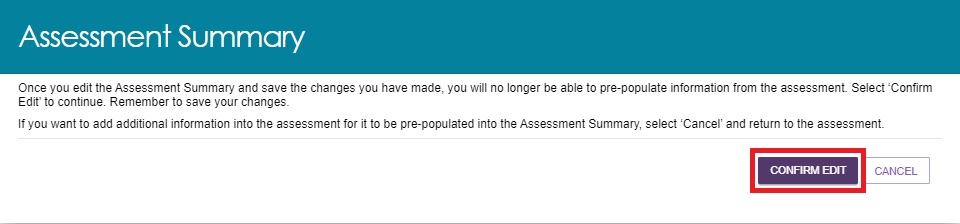 Assessment Summary
Once you edit the Assessment Summary and save the changes you have made, you will no longer be able to pre-populate information from the assessment. Select ‘Confirm
Edit’ to continue. Remember to save your changes.
If you want to add additional information into the assessment for it to be pre-populated into the Assessment Summary, select ‘Cancel’ and return to the assessment.
CONFIRM EDIT CANCEL